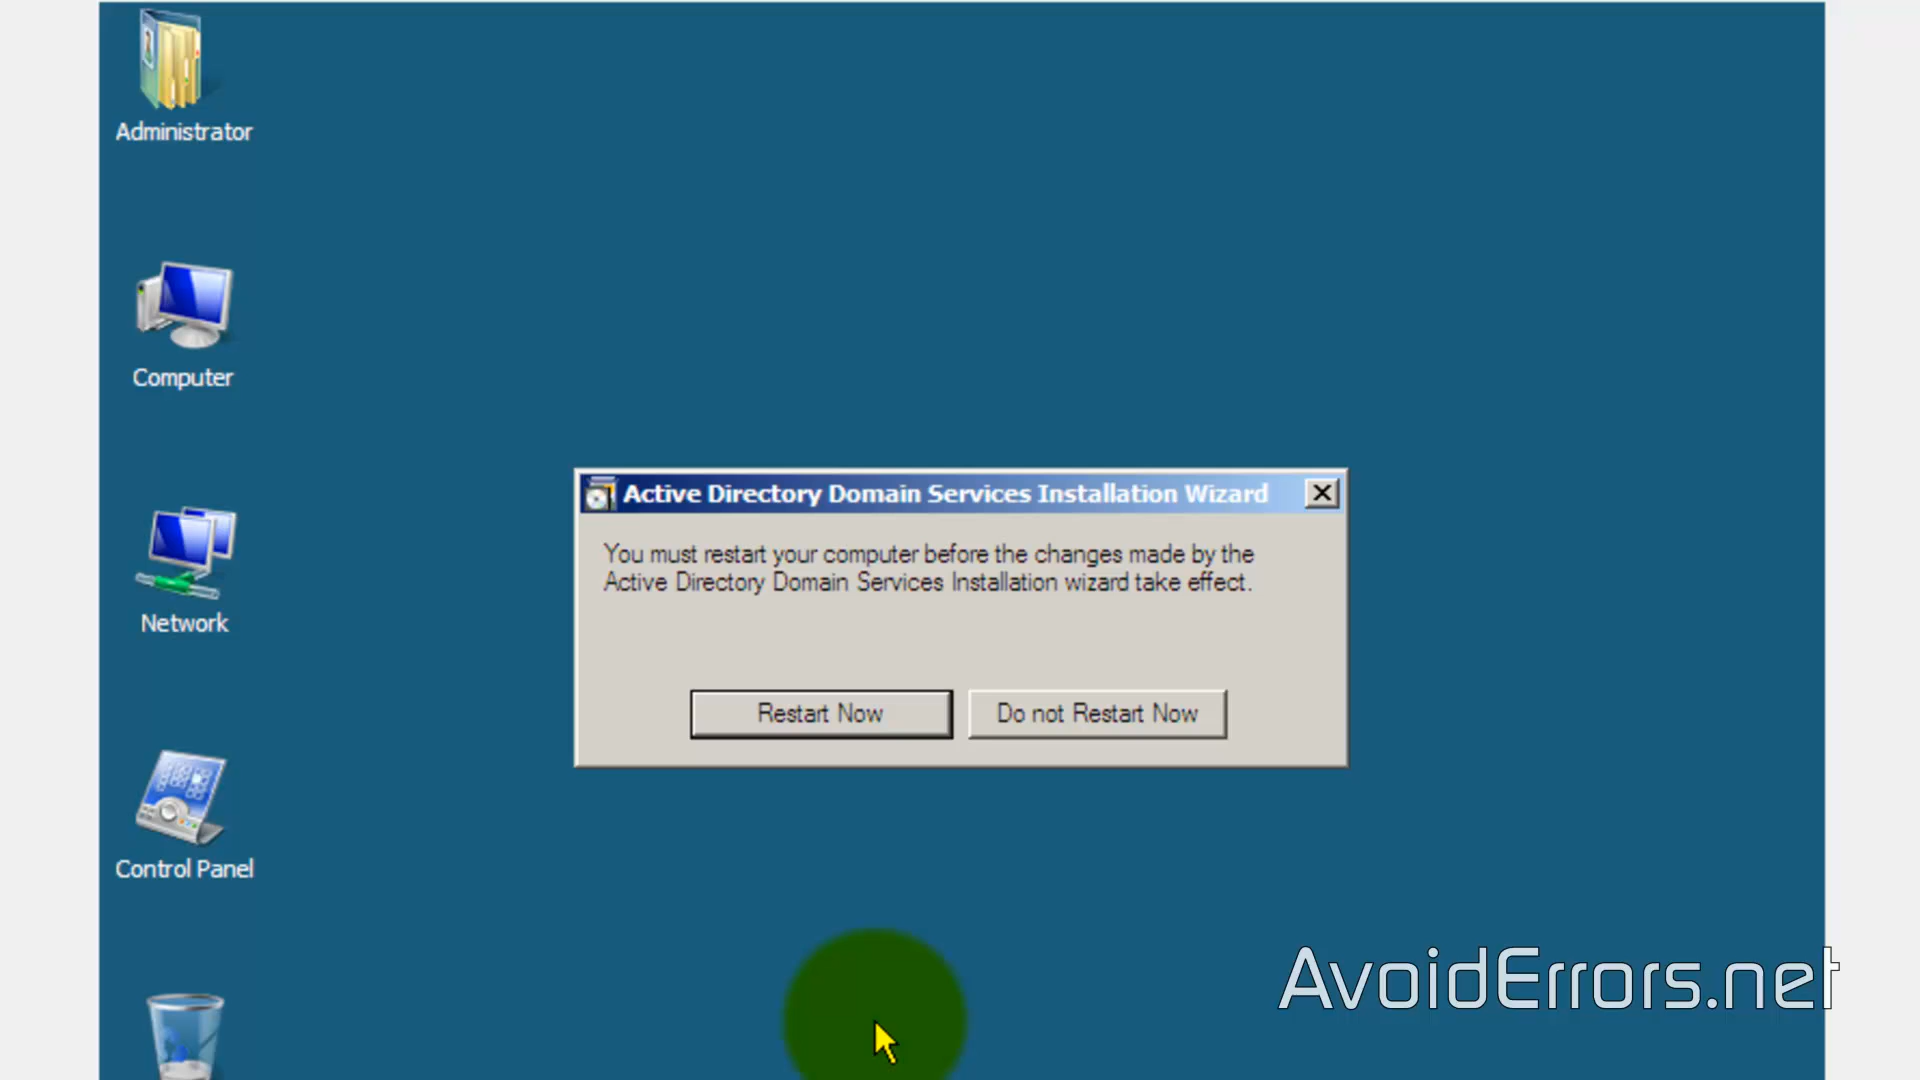 Administrator
Computer
Network
Control Panel
Active Directory Domain Services Installation Wizard
You must restart your computer before the changes made by the
Active Directory Domain Services Installation wizard take effect.
Restart Now
Do not Restart Now
AvoidErrors.net